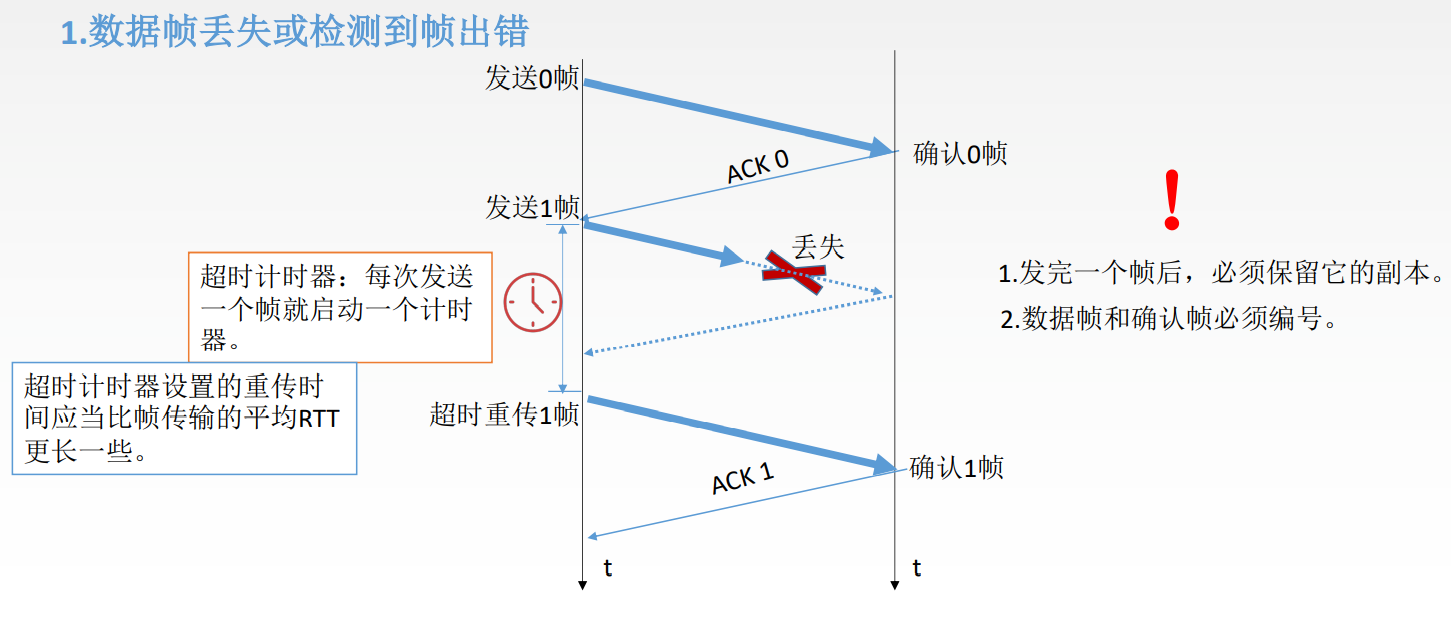 1.数据帧丢失或检测到帧出错
发送0帧
确认0帧
ACK 0
发送1帧
丢失
超时计时器：每次发送
一个帧就启动一个计时
器。
超时计时器设置的重传时
间应当比帧传输的平均RTT
更长一些。
超时重传1帧
确认1帧
ACK 1
t
t
!
1.发完一个帧后，必须保留它的副本。
2.数据帧和确认帧必须编号。